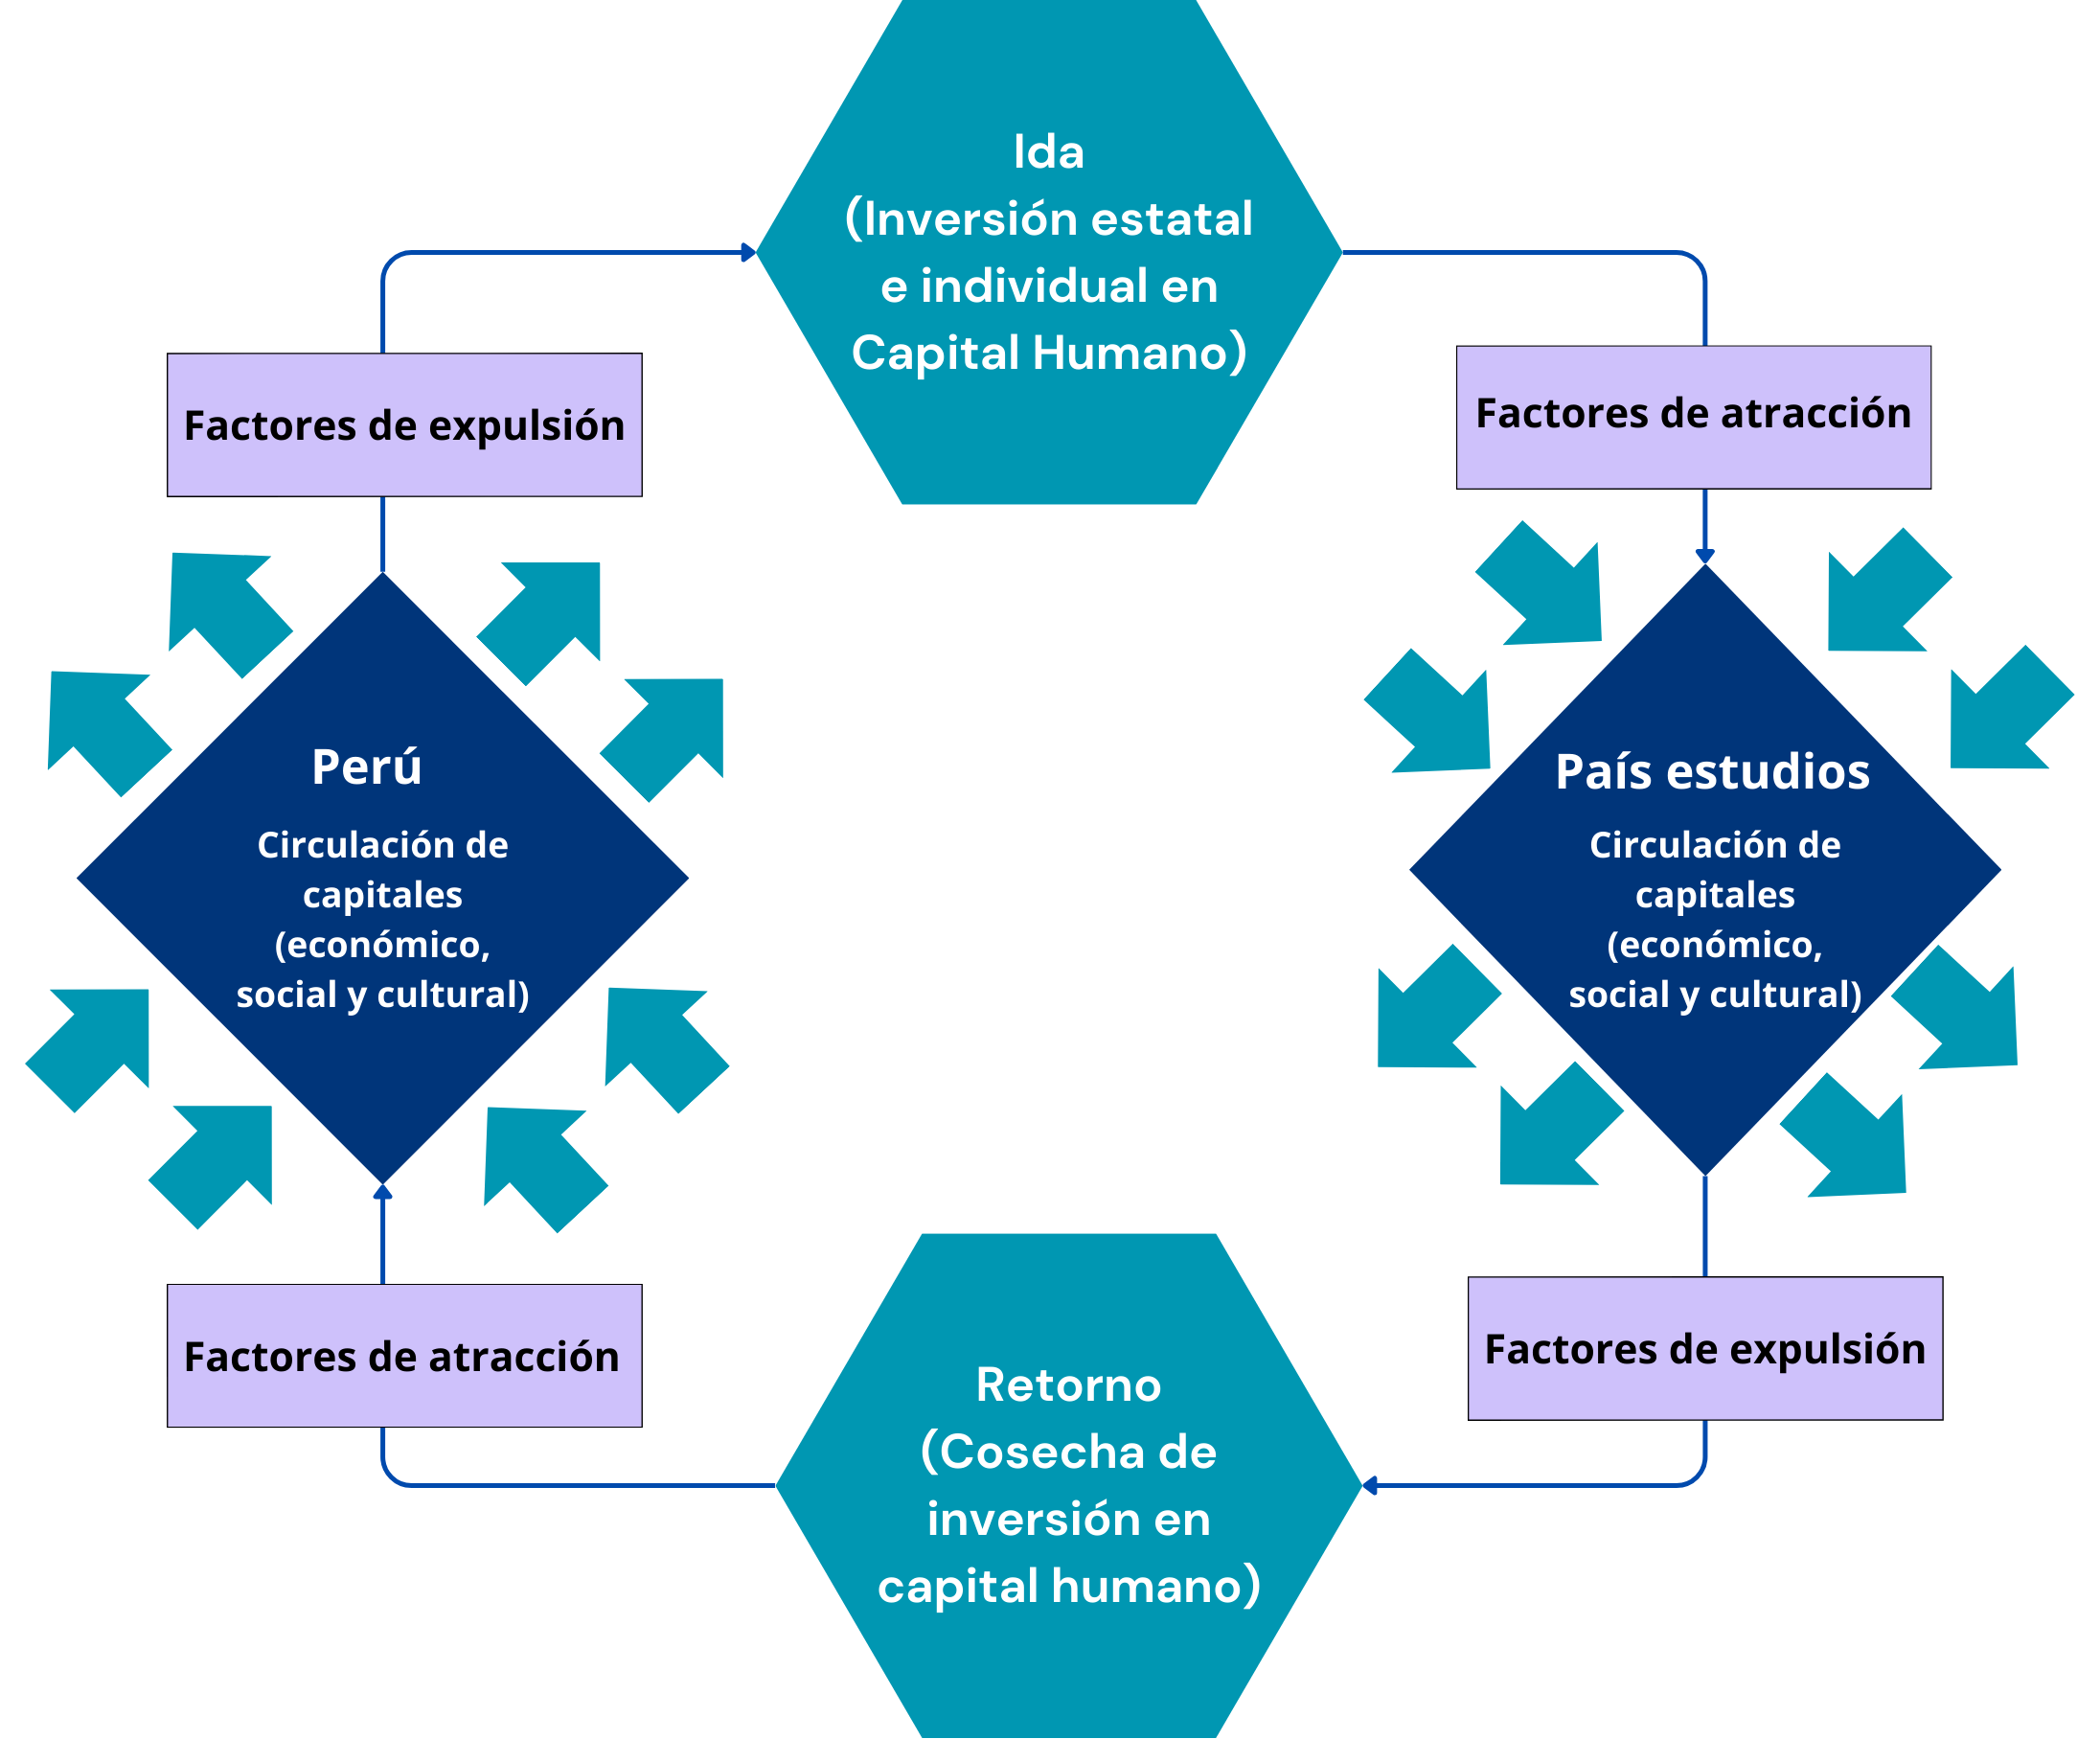 Ida
(Inversión estatal
e individual en
Capital Humano)
Factores de expulsión
Factores de atracción
Perú
Circulación de
capitales
(económico,
social y cultural)
País estudios
Circulación de
capitales
(económico,
social y cultural)
Factores de atracción
Factores de expulsión
Retorno
(Cosecha de
inversión en
capital humano)